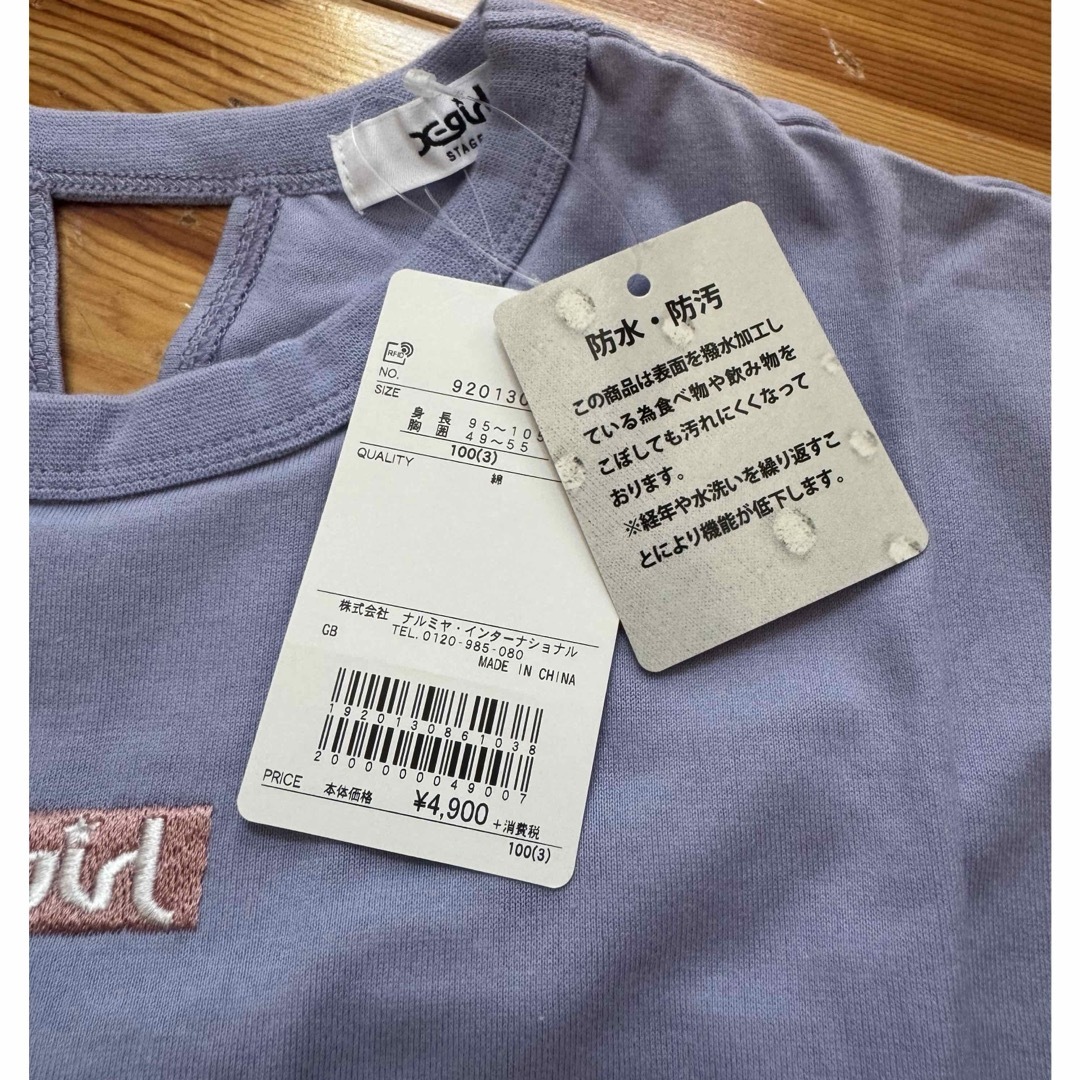 X-girl
STAGE
RFID
NO.
SIZE
身長 95～105
胸囲 49～55
100(3)
QUALITY
綿
株式会社 ナルミヤ・インターナショナル
TEL.0120-985-080
GB
MADE IN CHINA
1920130861038
2000000049007
PRICE 本体価格 ¥4,900 +消費税
100(3)
防水・防汚
この商品は表面を撥水加工し
ている為食べ物や飲み物を
こぼしても汚れにくくなって
おります。
※経年や水洗いを繰り返すこ
とにより機能が低下します。
girl